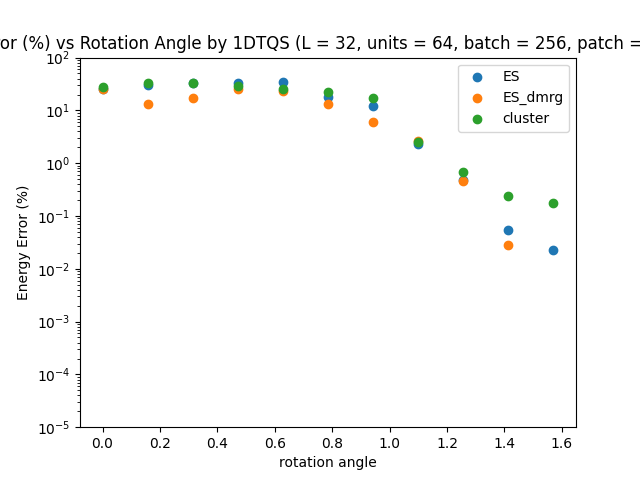 or (%) vs Rotation Angle by 1DTQS (L = 32, units = 64, batch = 256, patch =
ES
ES_dmrg
cluster
Energy Error (%)
10²
10¹
10⁰
10⁻¹
10⁻²
10⁻³
10⁻⁴
10⁻⁵
0.0 0.2 0.4 0.6 0.8 1.0 1.2 1.4 1.6
rotation angle